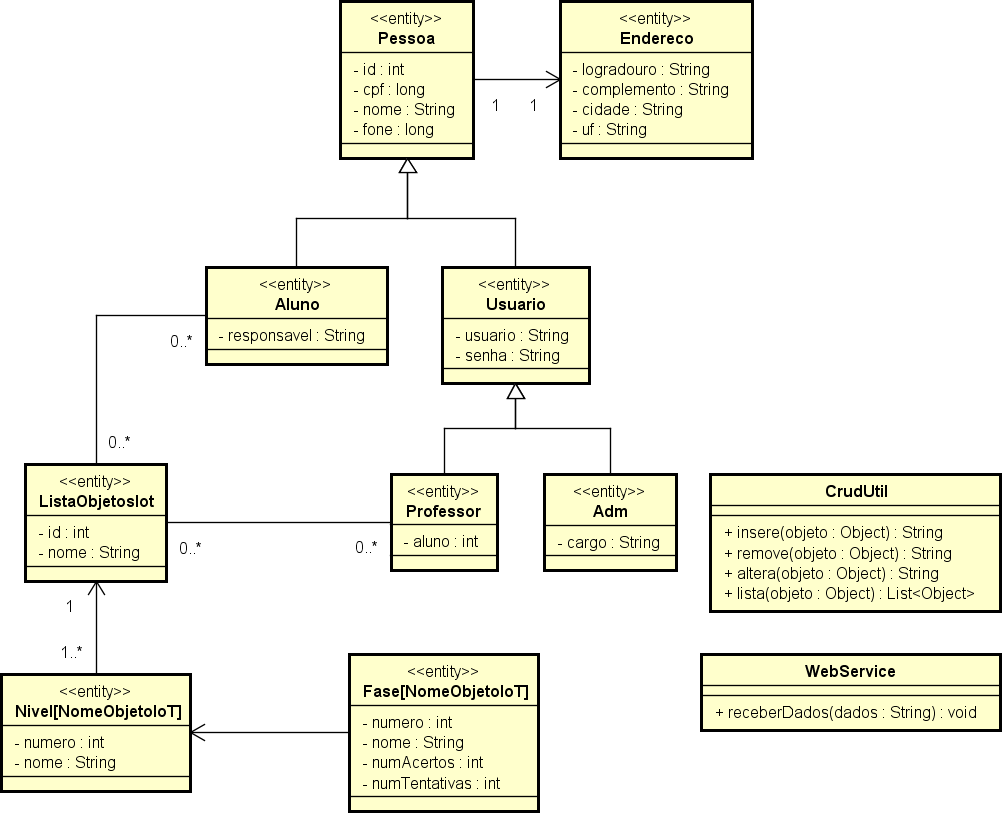 <<entity>>
Pessoa
- id : int
- cpf : long
- nome : String
- fone : long
1
1
<<entity>>
Endereco
- logradouro : String
- complemento : String
- cidade : String
- uf : String
<<entity>>
Aluno
- responsavel : String
0..*
0..*
<<entity>>
Usuario
- usuario : String
- senha : String
<<entity>>
ListaObjetosIot
- id : int
- nome : String
0..*
0..*
1
1..*
<<entity>>
Professor
- aluno : int
<<entity>>
Adm
- cargo : String
CrudUtil
+ insere(objeto : Object) : String
+ remove(objeto : Object) : String
+ altera(objeto : Object) : String
+ lista(objeto : Object) : List<Object>
<<entity>>
Nivel[NomeObjetoIoT]
- numero : int
- nome : String
<<entity>>
Fase[NomeObjetoIoT]
- numero : int
- nome : String
- numAcertos : int
- numTentativas : int
WebService
+ receberDados(dados : String) : void